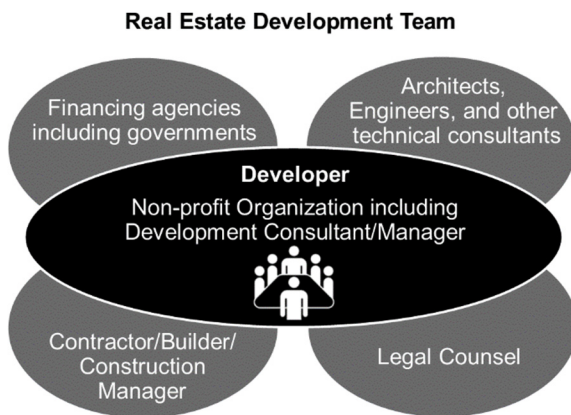 Real Estate Development Team
Financing agencies
including governments
Architects,
Engineers, and other
technical consultants
Developer
Non-profit Organization including
Development Consultant/Manager
Contractor/Builder/
Construction
Manager
Legal Counsel